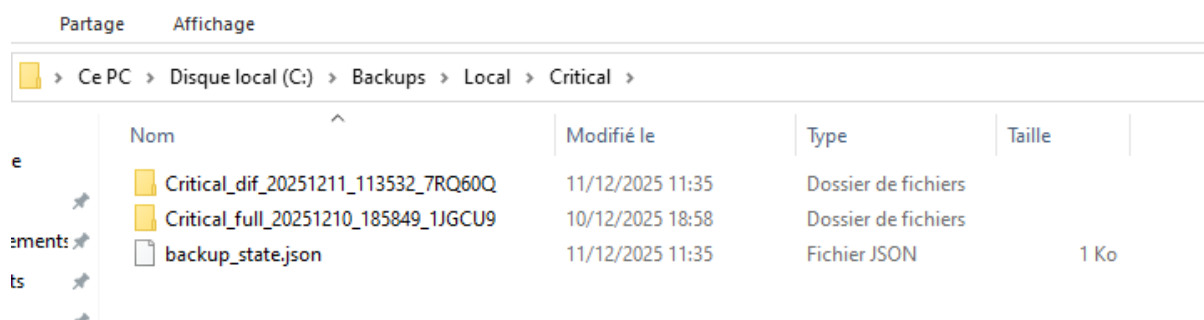 Partage Affichage
Ce PC > Disque local (C:) > Backups > Local > Critical >
Nom Modifié le Type Taille
e
Critical_dif_20251211_113532_7RQ60Q 11/12/2025 11:35 Dossier de fichiers
Critical_full_20251210_185849_1JGCU9 10/12/2025 18:58 Dossier de fichiers
ements backup_state.json 11/12/2025 11:35 Fichier JSON 1 Ko
ts